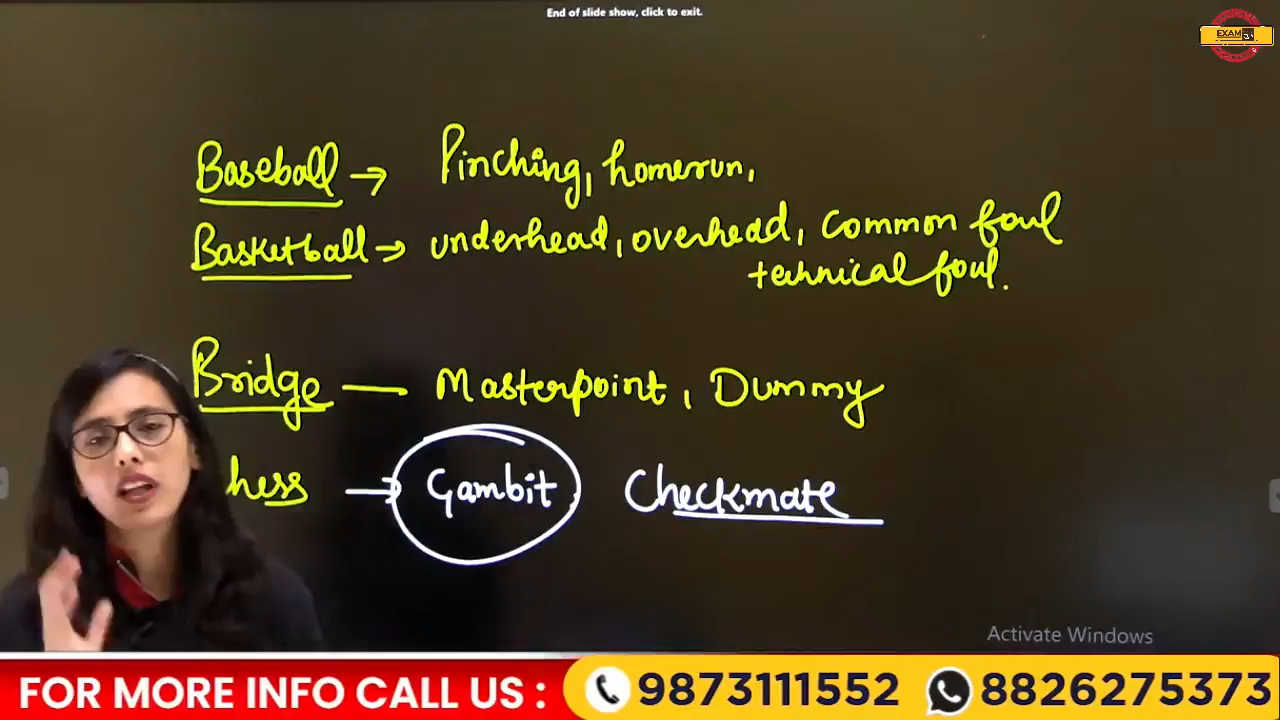 End of slide show, click to exit.
EXAM
Baseball → Pinching, homerun,
Basketball → underhead, overhead, common foul
technical foul.
Bridge — Masterpoint, Dummy
hess → Gambit Checkmate
Activate Windows
FOR MORE INFO CALL US : 9873111552 8826275373